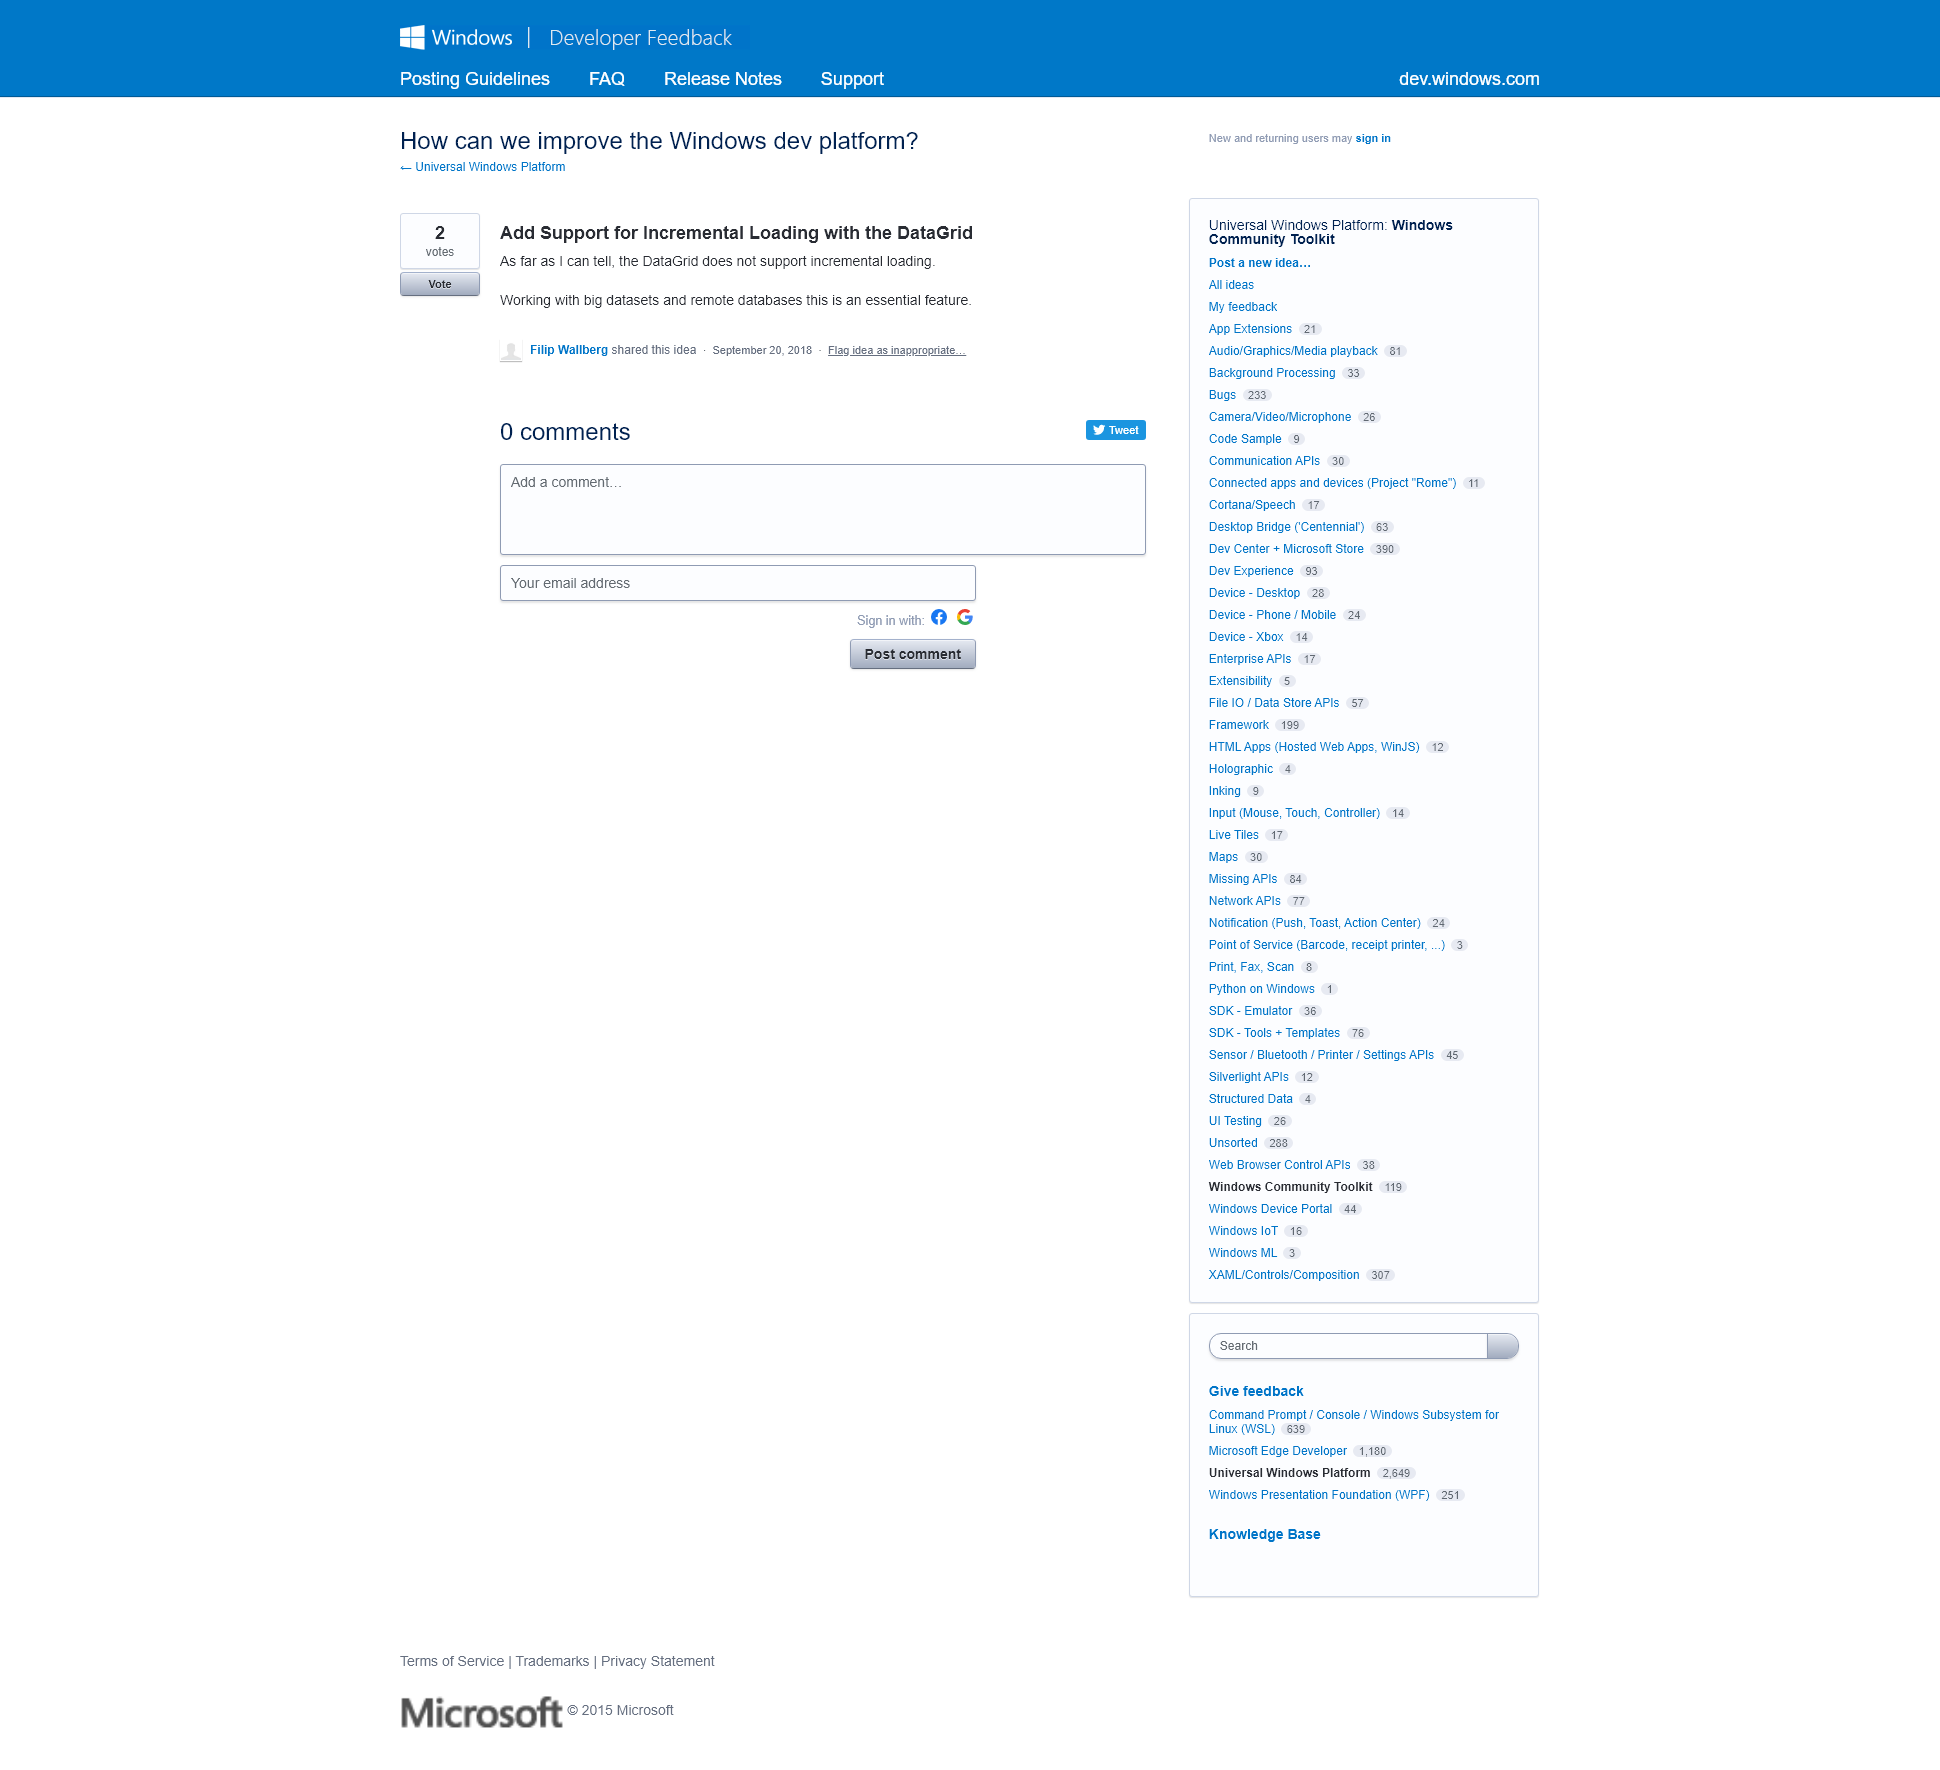 Windows | Developer Feedback
Posting Guidelines FAQ Release Notes Support dev.windows.com
How can we improve the Windows dev platform?
← Universal Windows Platform
New and returning users may sign in
2
votes
Vote
Add Support for Incremental Loading with the DataGrid
As far as I can tell, the DataGrid does not support incremental loading.
Working with big datasets and remote databases this is an essential feature.
Filip Wallberg shared this idea · September 20, 2018 · Flag idea as inappropriate…
0 comments
Tweet
Add a comment…
Your email address
Sign in with:
Post comment
Universal Windows Platform: Windows
Community Toolkit
Post a new idea…
All ideas
My feedback
App Extensions 21
Audio/Graphics/Media playback 81
Background Processing 33
Bugs 233
Camera/Video/Microphone 26
Code Sample 9
Communication APIs 30
Connected apps and devices (Project "Rome") 11
Cortana/Speech 17
Desktop Bridge ('Centennial') 63
Dev Center + Microsoft Store 390
Dev Experience 93
Device - Desktop 28
Device - Phone / Mobile 24
Device - Xbox 14
Enterprise APIs 17
Extensibility 5
File IO / Data Store APIs 57
Framework 199
HTML Apps (Hosted Web Apps, WinJS) 12
Holographic 4
Inking 9
Input (Mouse, Touch, Controller) 14
Live Tiles 17
Maps 30
Missing APIs 84
Network APIs 77
Notification (Push, Toast, Action Center) 24
Point of Service (Barcode, receipt printer, ...) 3
Print, Fax, Scan 8
Python on Windows 1
SDK - Emulator 36
SDK - Tools + Templates 76
Sensor / Bluetooth / Printer / Settings APIs 45
Silverlight APIs 12
Structured Data 4
UI Testing 26
Unsorted 288
Web Browser Control APIs 38
Windows Community Toolkit 119
Windows Device Portal 44
Windows IoT 16
Windows ML 3
XAML/Controls/Composition 307
Search
Give feedback
Command Prompt / Console / Windows Subsystem for
Linux (WSL) 639
Microsoft Edge Developer 1,180
Universal Windows Platform 2,649
Windows Presentation Foundation (WPF) 251
Knowledge Base
Terms of Service | Trademarks | Privacy Statement
Microsoft © 2015 Microsoft